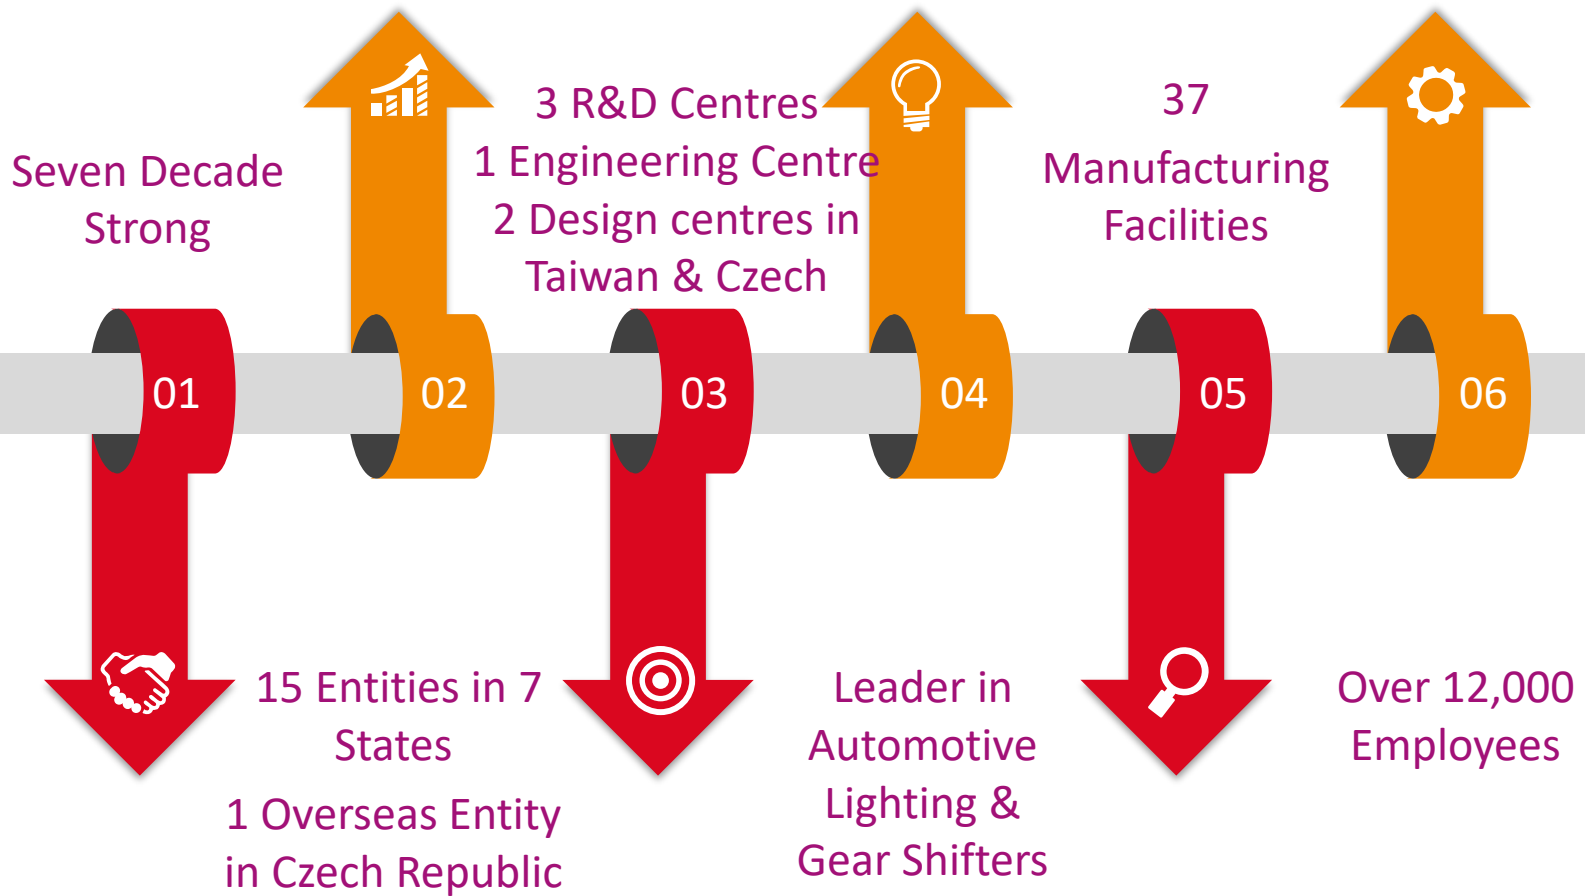 Seven Decade
Strong
01
02
15 Entities in 7
States
1 Overseas Entity
in Czech Republic
3 R&D Centres
1 Engineering Centre
2 Design centres in
Taiwan & Czech
03
04
Leader in
Automotive
Lighting &
Gear Shifters
37
Manufacturing
Facilities
05
06
Over 12,000
Employees